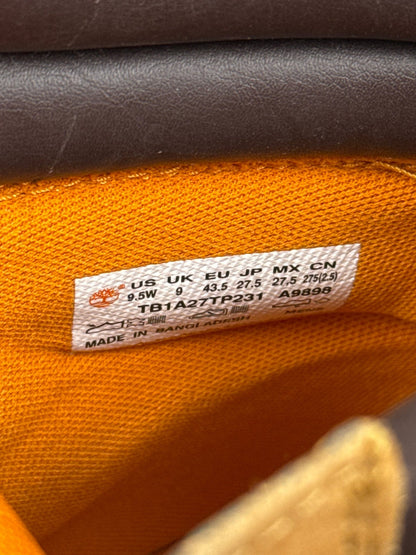 US UK EU JP MX CN
9.5W 9 43.5 27.5 27.5 275(2.5)
TB1A27TP231 A9898
MADE IN BANGLADESH